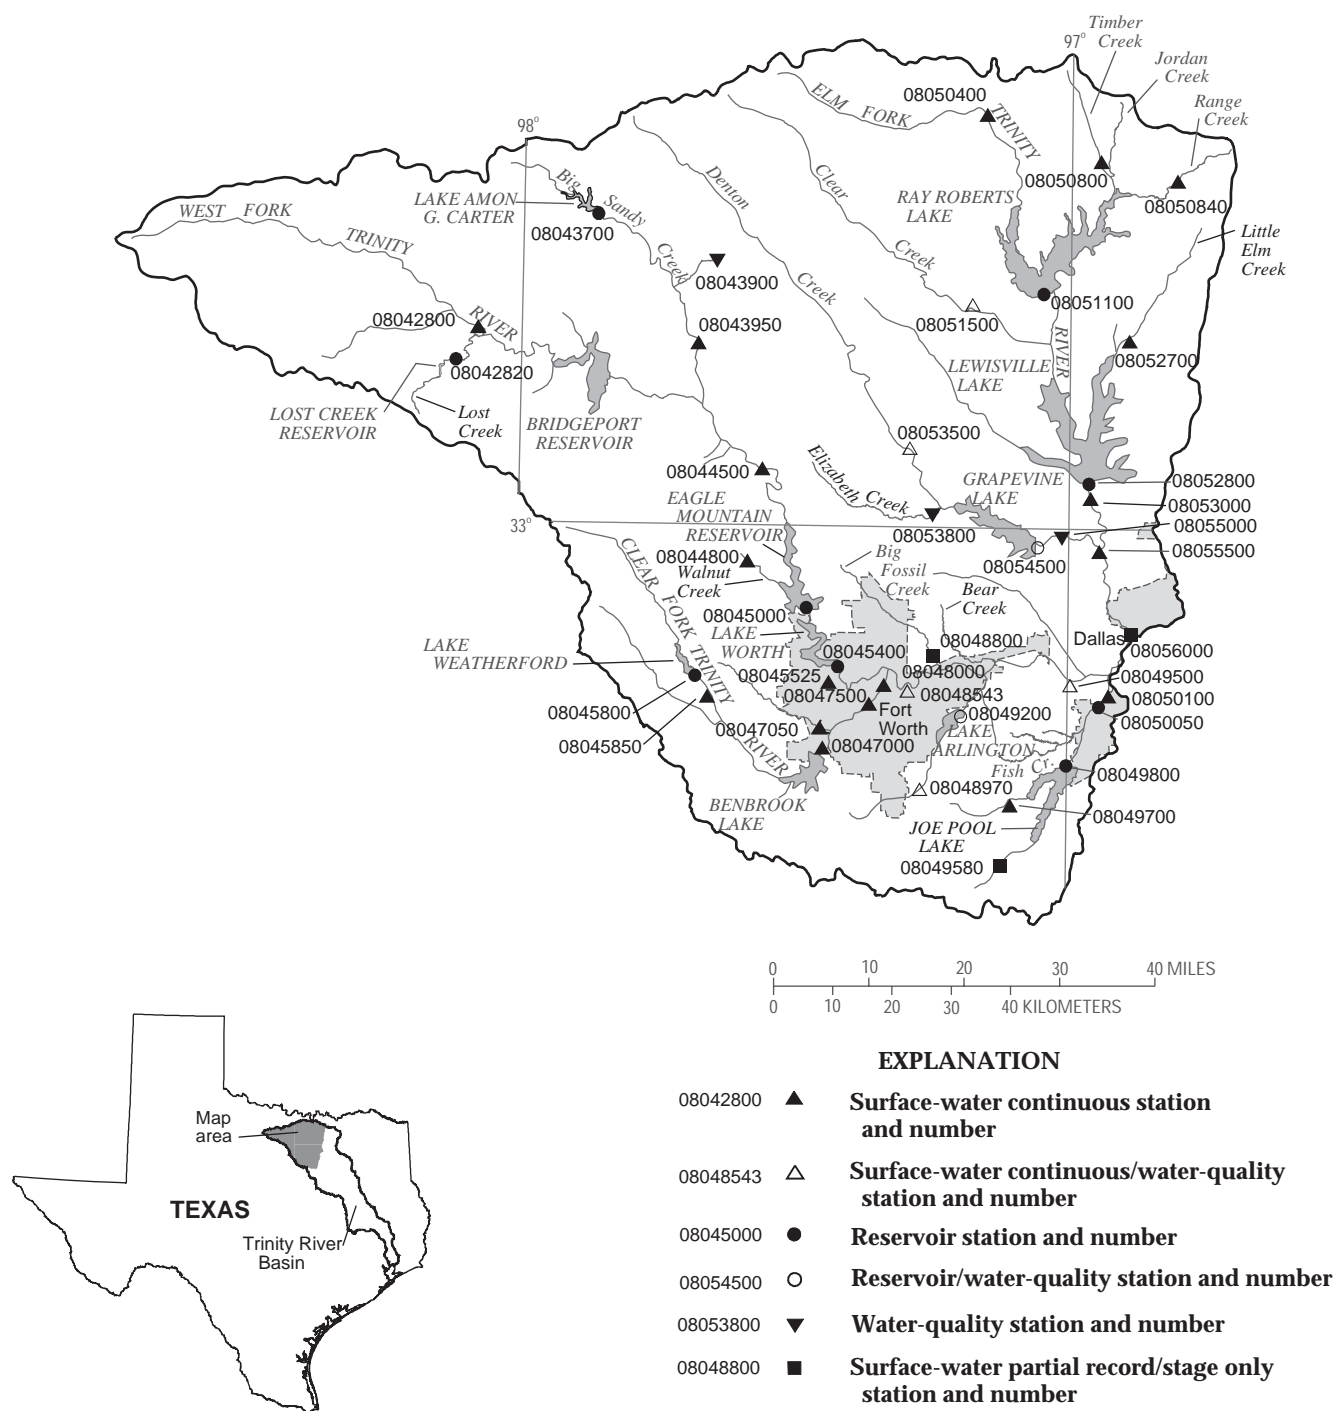 Timber
Creek
97°
Jordan
Creek
Range
Creek
ELM FORK
08050400
TRINITY
98°
Big
Sandy
Creek
Denton
Creek
Clear
Creek
LAKE AMON
G. CARTER
08043700
RAY ROBERTS
LAKE
08050800
08050840
WEST FORK
TRINITY
RIVER
Little
Elm
Creek
08043900
08051100
08042800
08043950
08051500
RIVER
08052700
08042820
LEWISVILLE
LAKE
LOST CREEK
RESERVOIR
Lost
Creek
BRIDGEPORT
RESERVOIR
08053500
08044500
Elizabeth Creek
GRAPEVINE
LAKE
08052800
EAGLE
MOUNTAIN
RESERVOIR
08053000
33°
08055000
08053800
08055500
08044800
CLEAR FORK TRINITY
RIVER
Big
Fossil
Creek
08054500
Walnut
Creek
Bear
Creek
08045000
LAKE
WORTH
08048800
Dallas
08056000
LAKE
WEATHERFORD
08045400
08045525
08048000
08049500
08047500
08048543
08050100
08045800
Fort
Worth
08049200
08050050
08047050
LAKE
ARLINGTON
08045850
08047000
Fish Cr.
08049800
08048970
BENBROOK
LAKE
08049700
JOE POOL
LAKE
08049580
0 10 20 30 40 MILES
0 10 20 30 40 KILOMETERS
EXPLANATION
08042800 Surface-water continuous station
and number
08048543 Surface-water continuous/water-quality
station and number
08045000 Reservoir station and number
08054500 Reservoir/water-quality station and number
08053800 Water-quality station and number
08048800 Surface-water partial record/stage only
station and number
Map
area
TEXAS
Trinity River
Basin